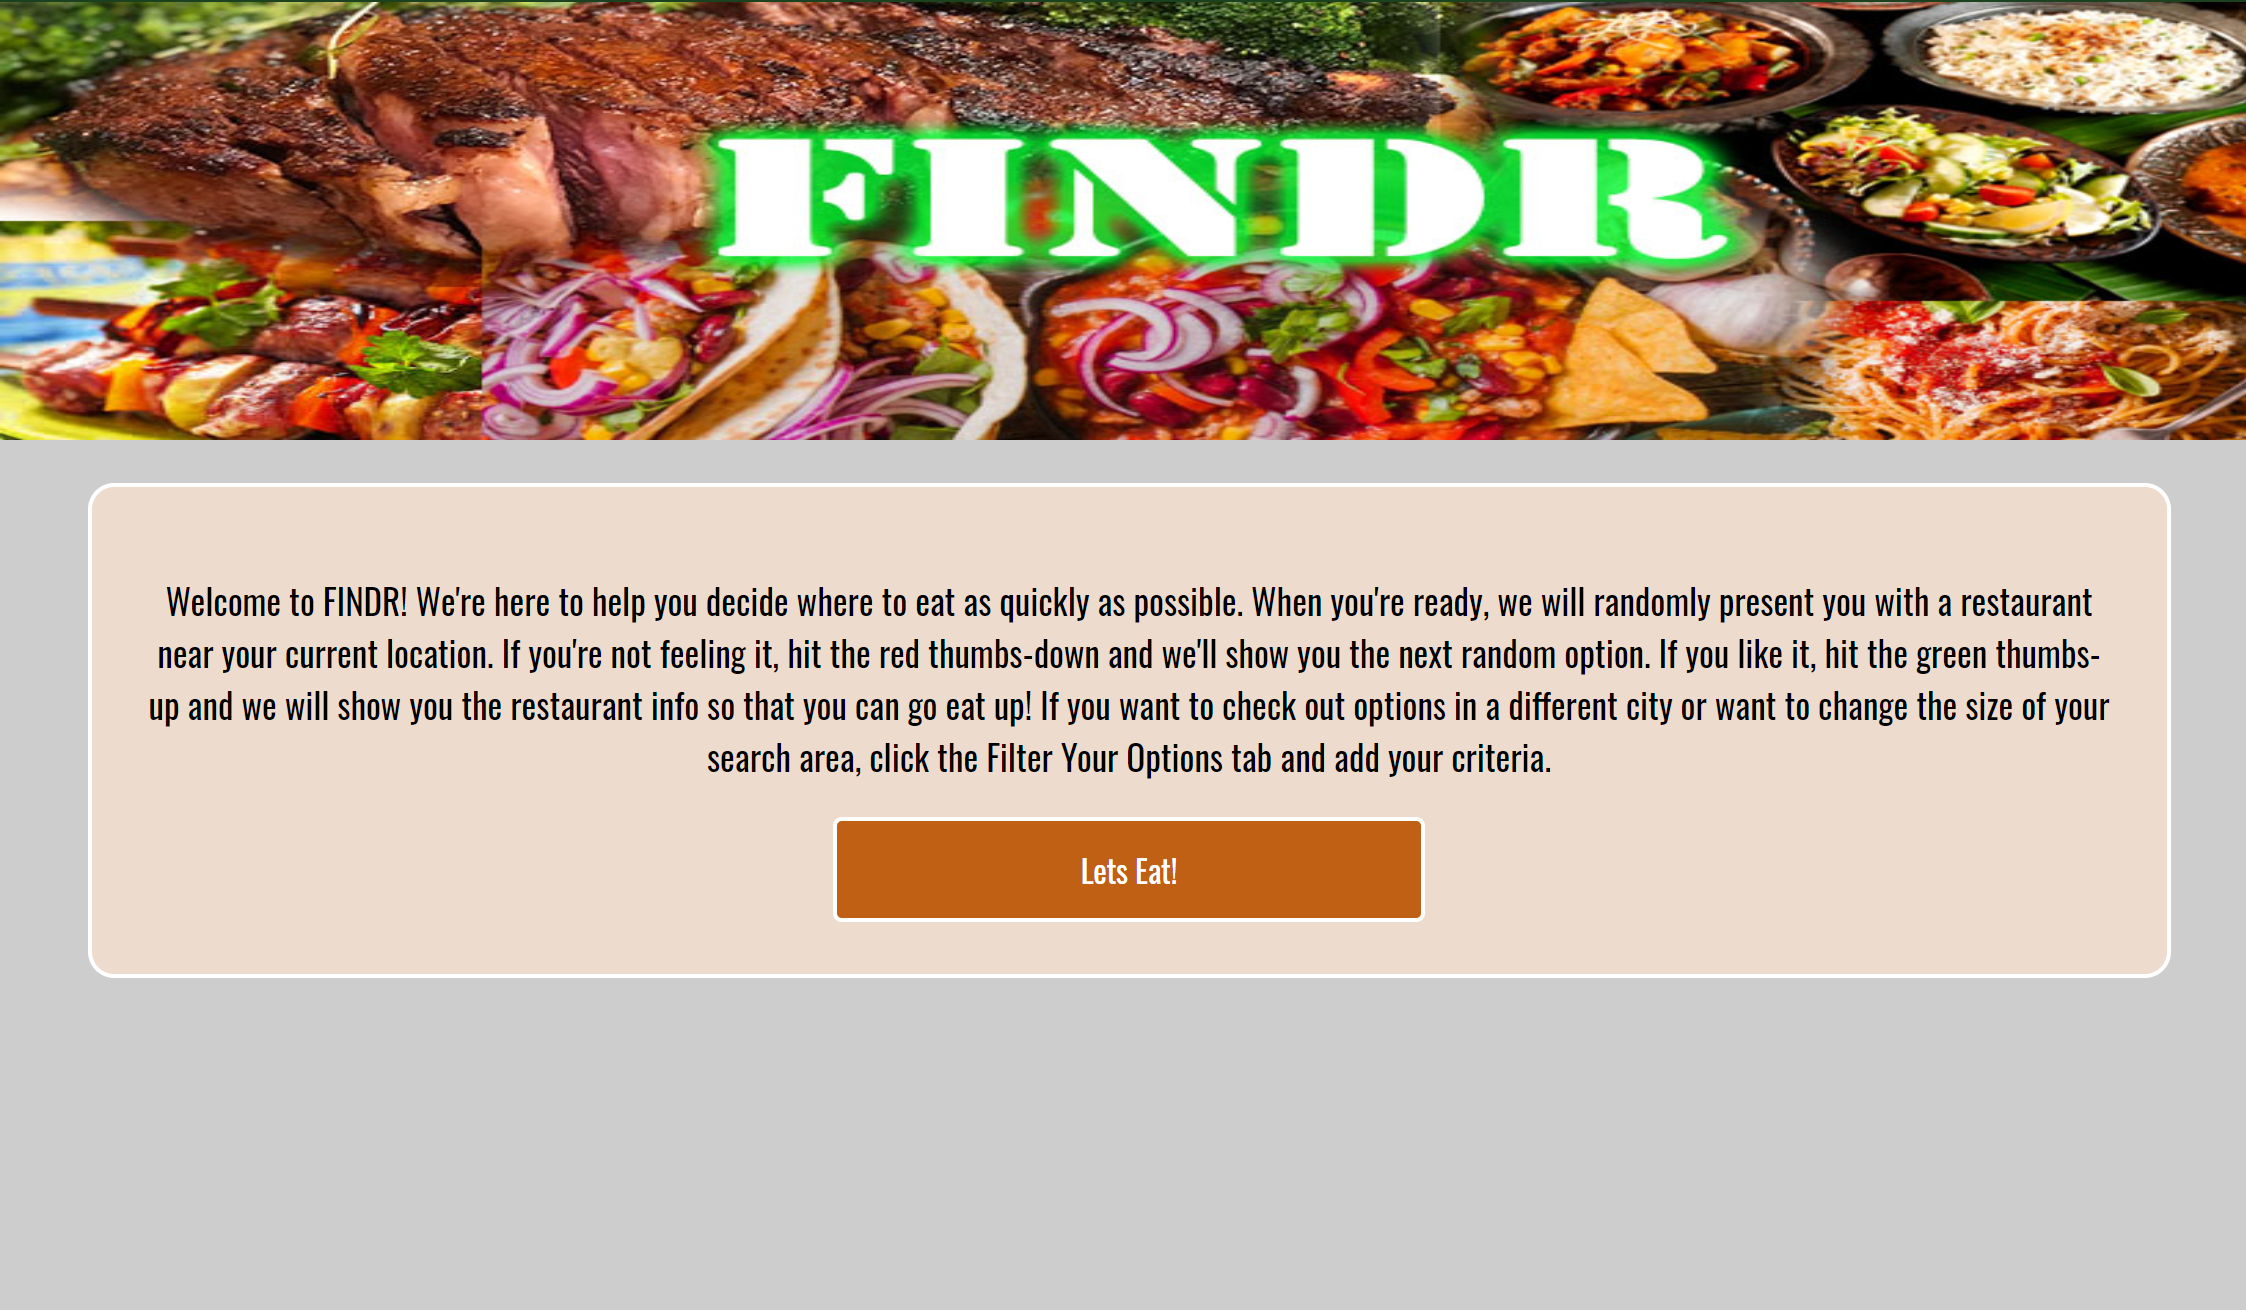 FINDR
Welcome to FINDR! We're here to help you decide where to eat as quickly as possible. When you're ready, we will randomly present you with a restaurant
near your current location. If you're not feeling it, hit the red thumbs-down and we'll show you the next random option. If you like it, hit the green thumbs-
up and we will show you the restaurant info so that you can go eat up! If you want to check out options in a different city or want to change the size of your
search area, click the Filter Your Options tab and add your criteria.
Lets Eat!